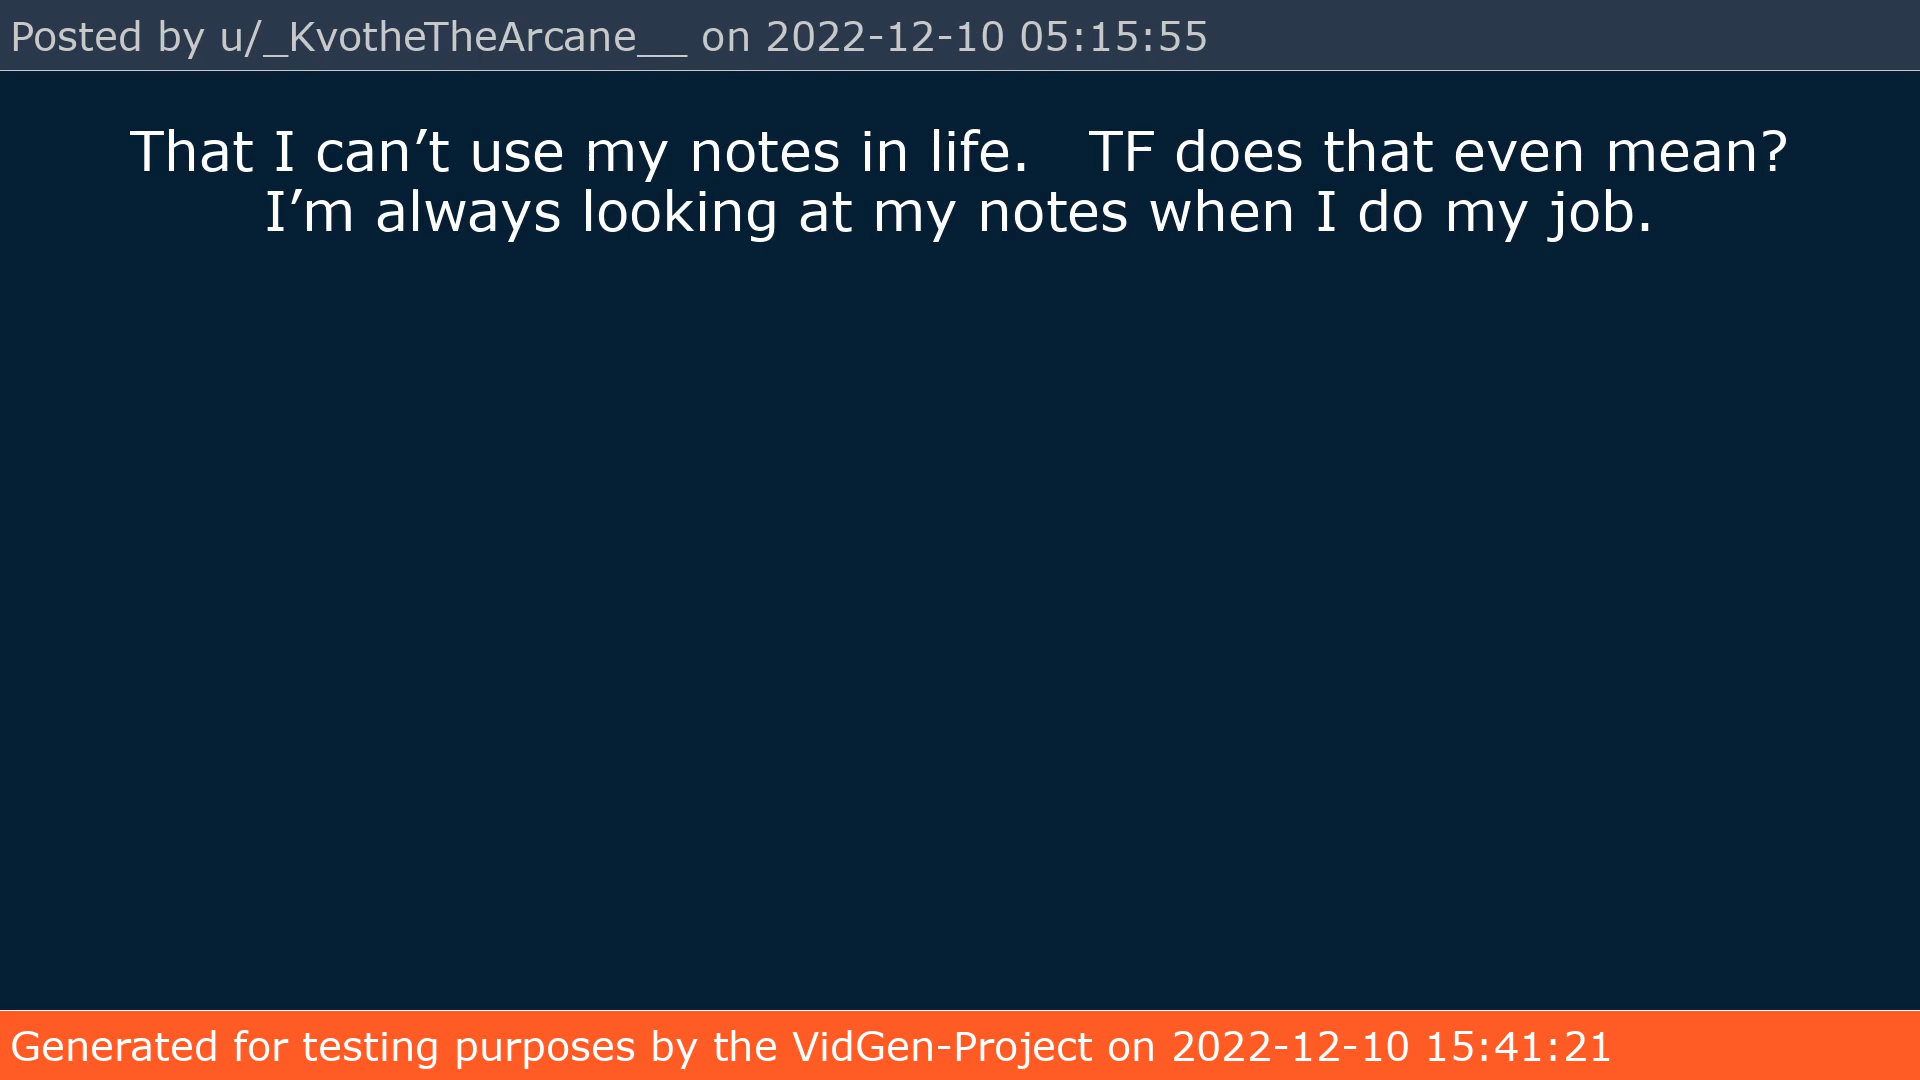 Posted by u/_KvotheTheArcane__ on 2022-12-10 05:15:55
That I can’t use my notes in life.   TF does that even mean?
I’m always looking at my notes when I do my job.
Generated for testing purposes by the VidGen-Project on 2022-12-10 15:41:21